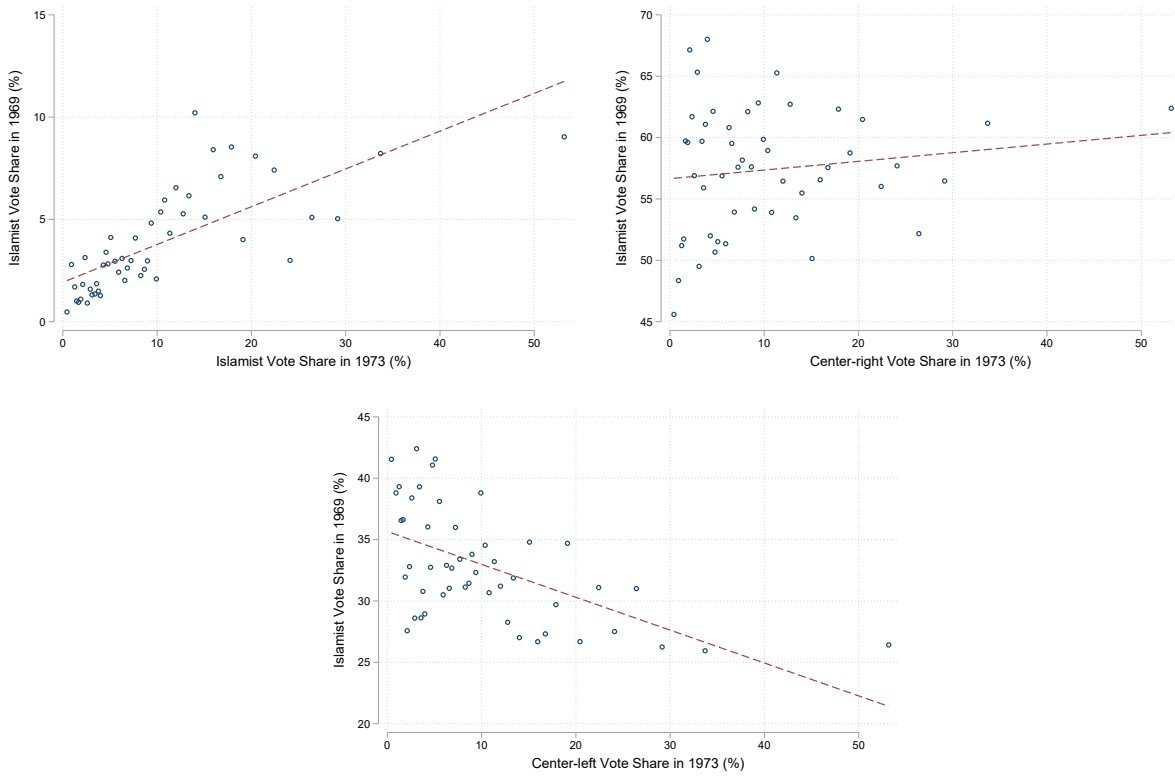 15
10
5
0
Islamist Vote Share in 1969 (%)
0 10 20 30 40 50
Islamist Vote Share in 1973 (%)
70
65
60
55
50
45
Islamist Vote Share in 1969 (%)
0 10 20 30 40 50
Center-right Vote Share in 1973 (%)
45
40
35
30
25
20
Islamist Vote Share in 1969 (%)
0 10 20 30 40 50
Center-left Vote Share in 1973 (%)